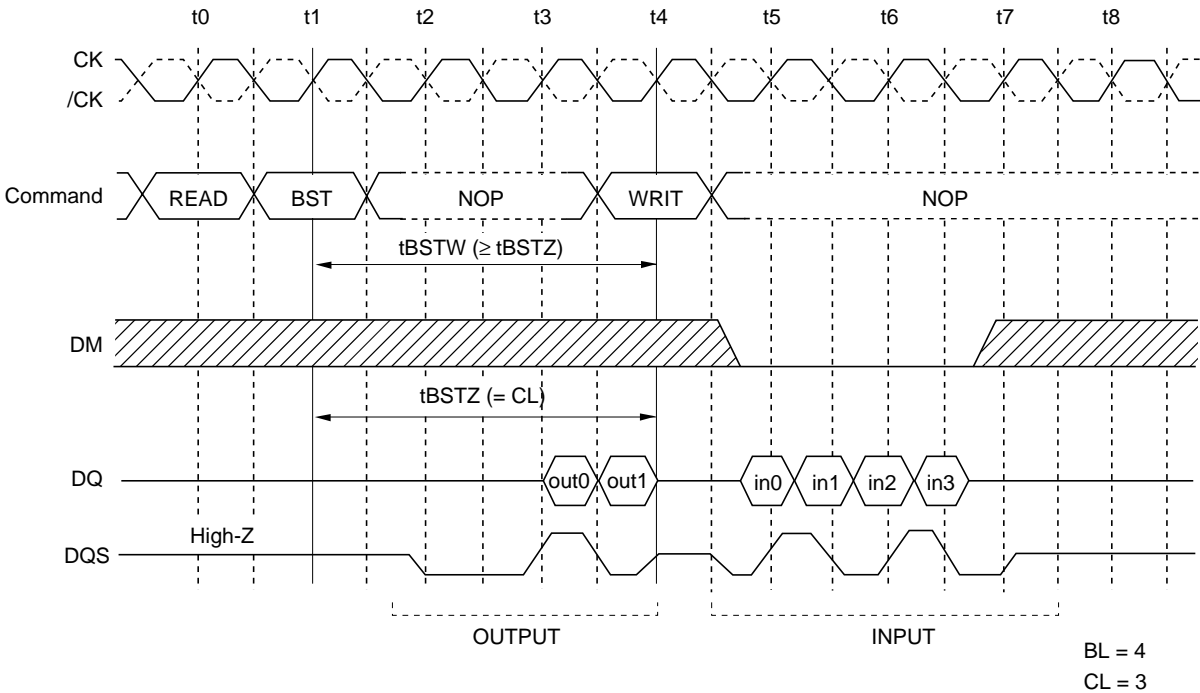 t0 t1 t2 t3 t4 t5 t6 t7 t8
CK
/CK
Command READ BST NOP WRIT NOP
tBSTW (≥ tBSTZ)
DM
tBSTZ (= CL)
DQ out0 out1 in0 in1 in2 in3
High-Z
DQS
OUTPUT INPUT
BL = 4
CL = 3